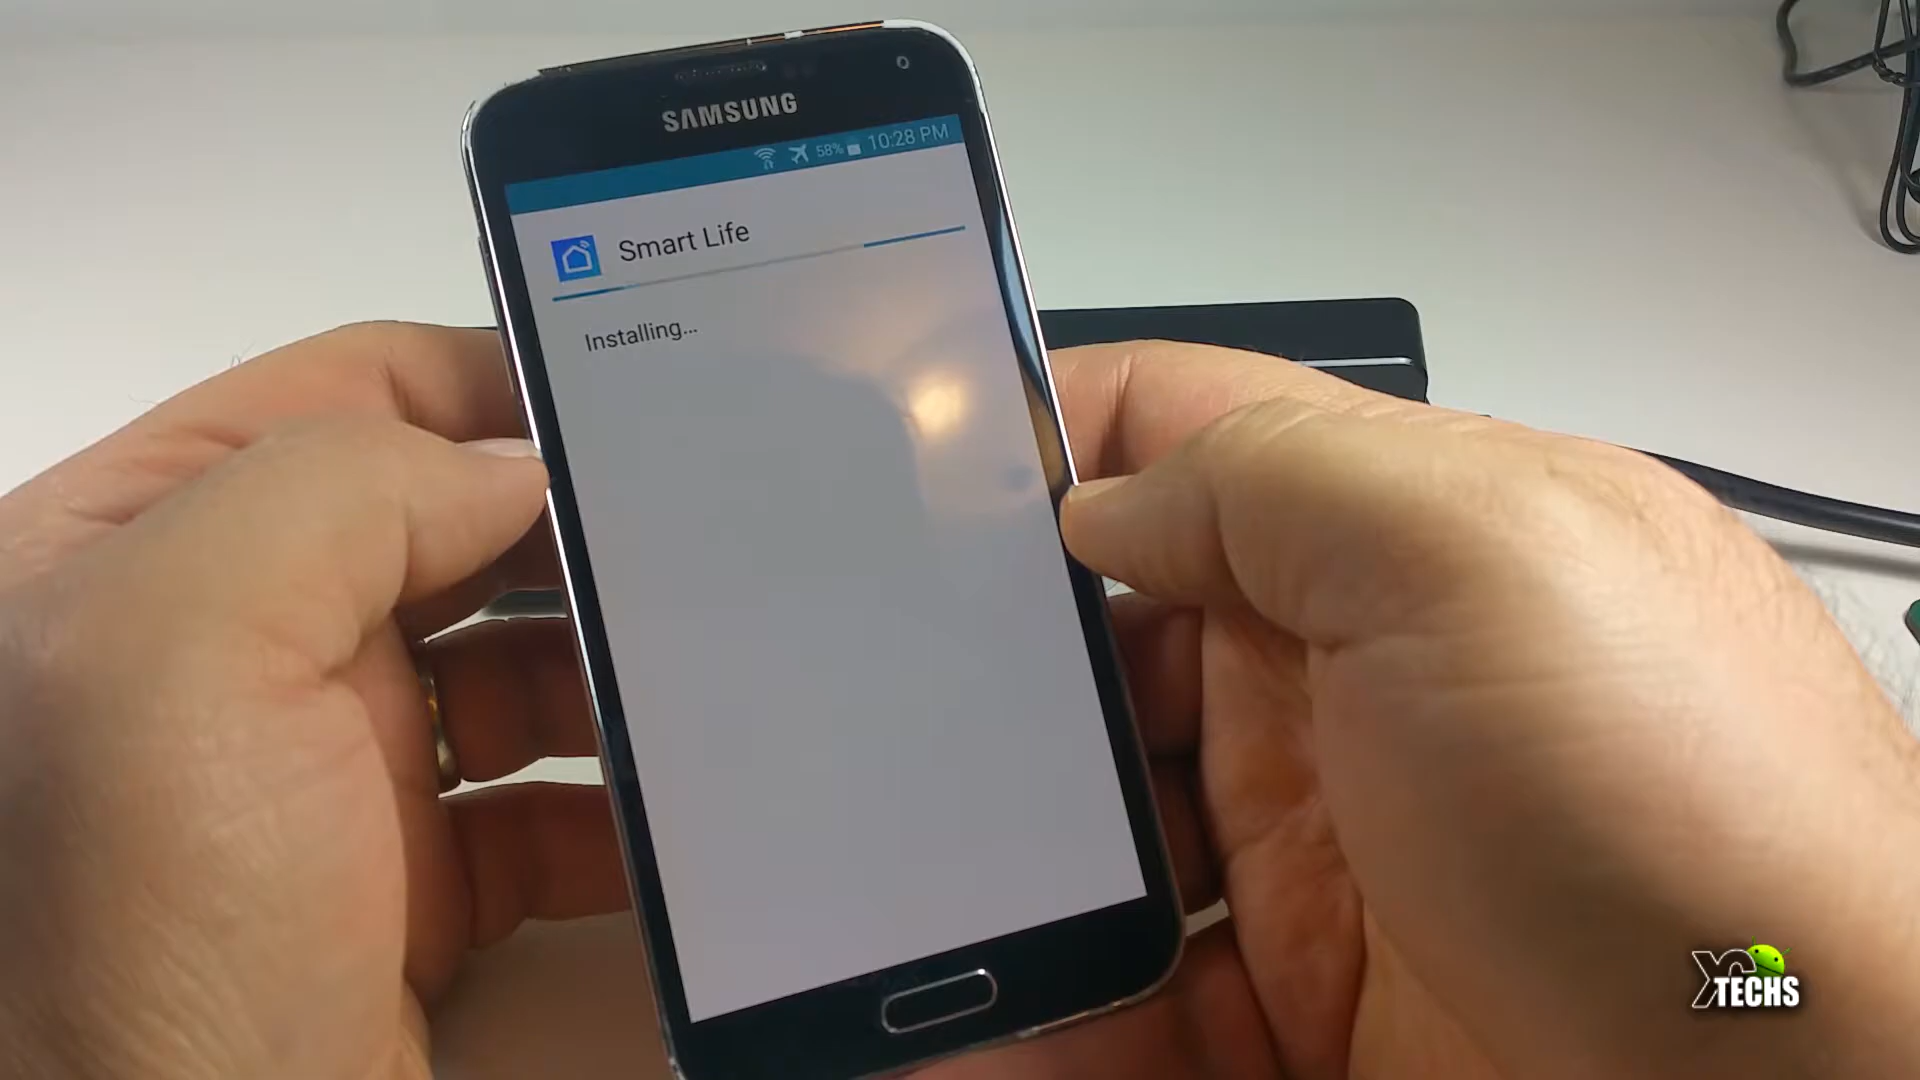 SAMSUNG
58% 10:28 PM
Smart Life
Installing...
TECHS